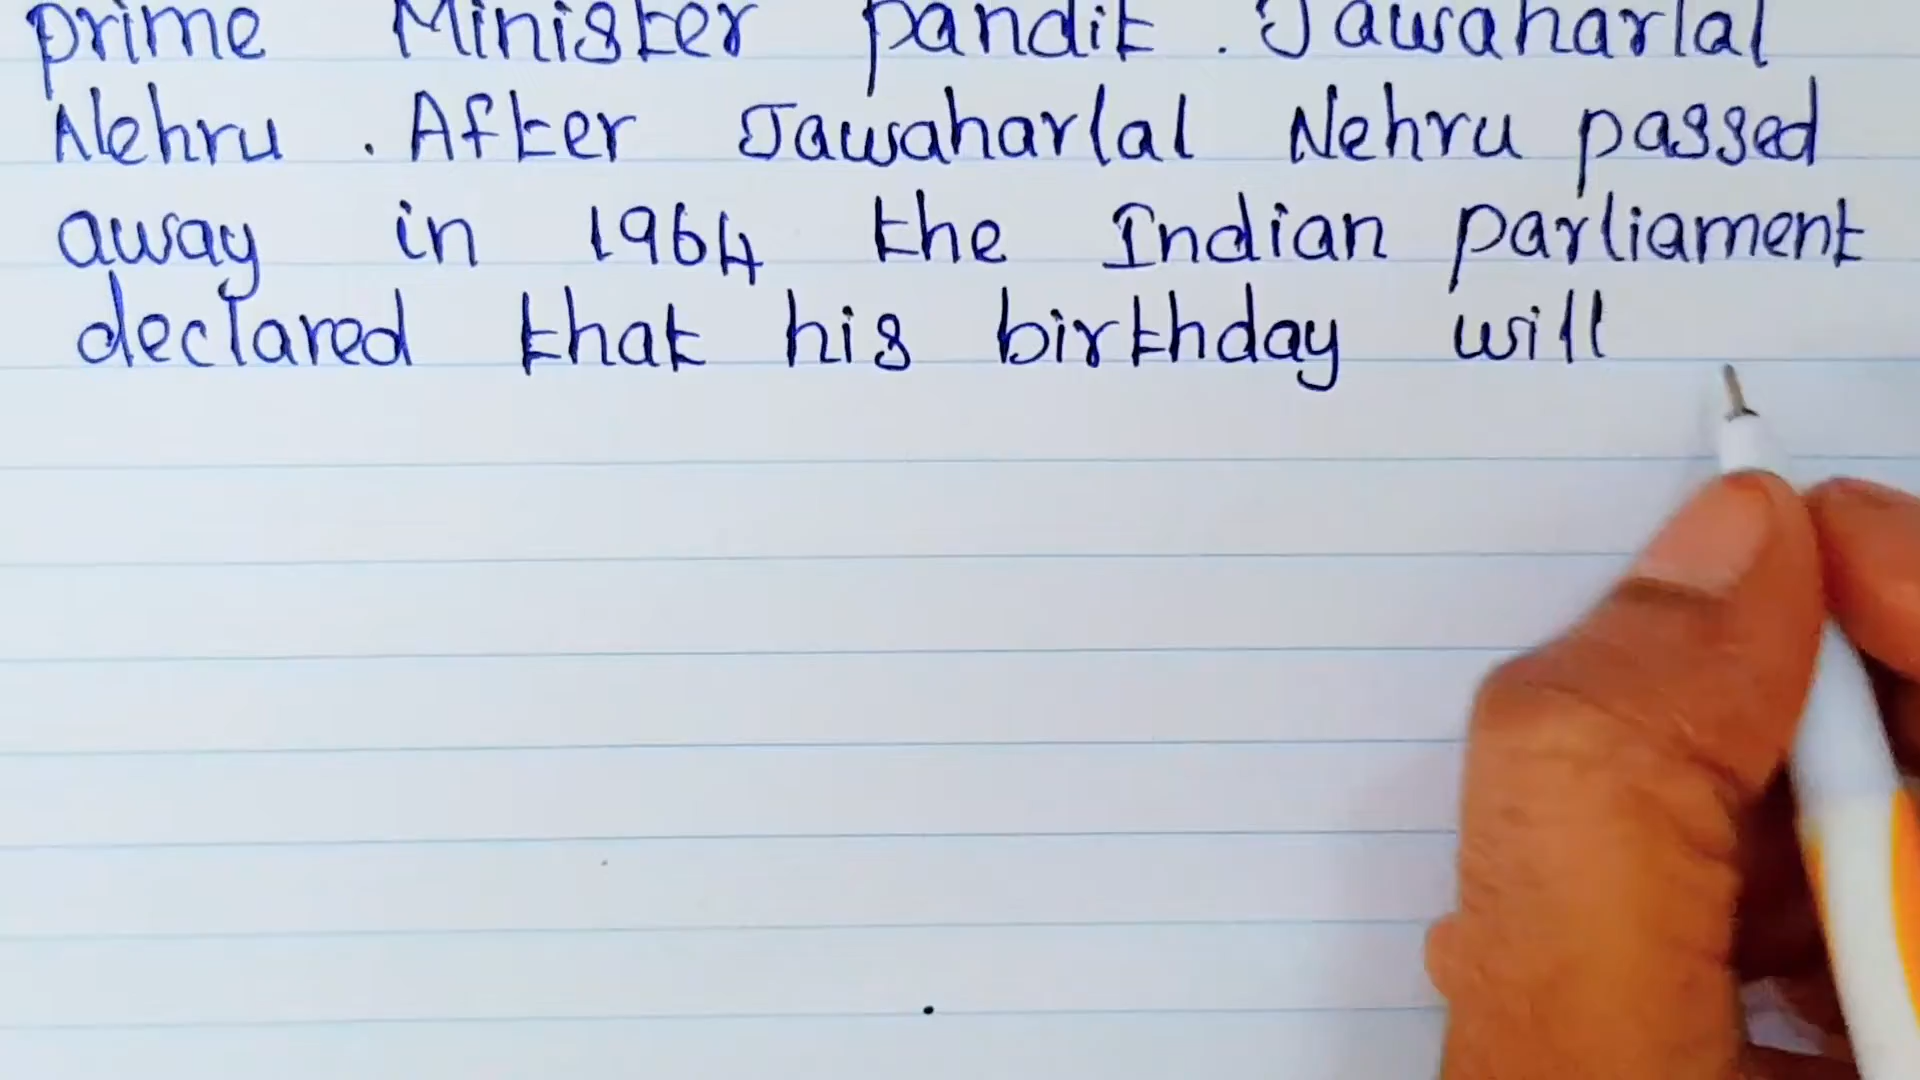 prime Minister pandit . Jawaharlal
Nehru . After Jawaharlal Nehru passed
away in 1964 the Indian parliament
declared that his birthday will